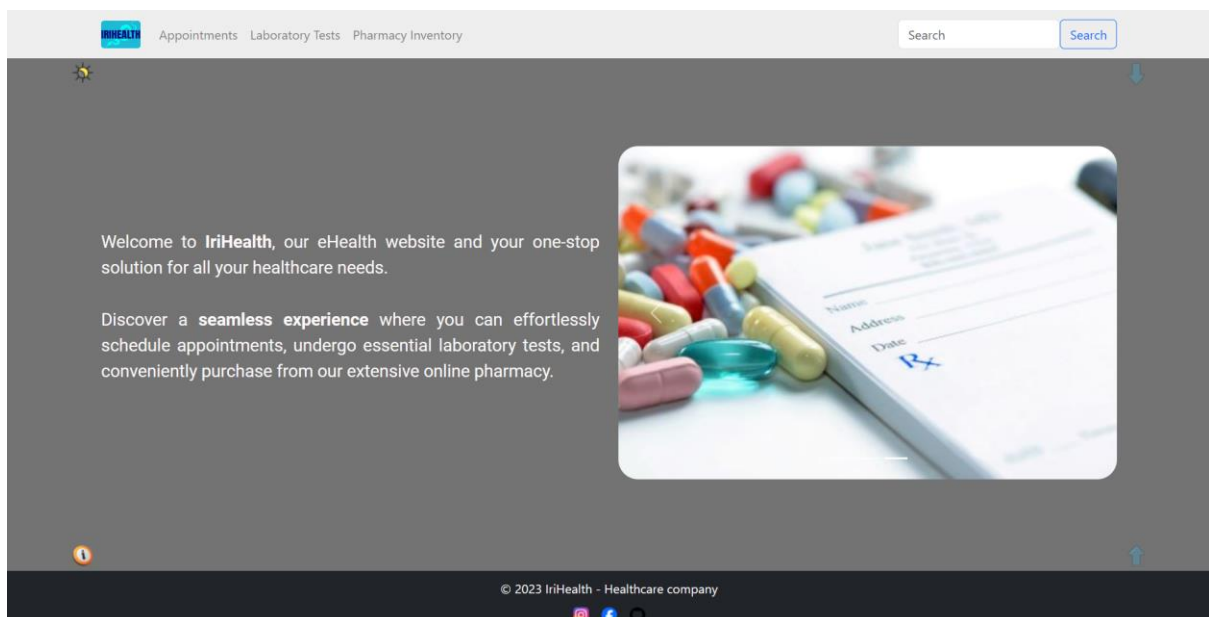 IRIHEALTH
Appointments Laboratory Tests Pharmacy Inventory
Search
Search
Welcome to IriHealth, our eHealth website and your one-stop
solution for all your healthcare needs.
Discover a seamless experience where you can effortlessly
schedule appointments, undergo essential laboratory tests, and
conveniently purchase from our extensive online pharmacy.
Name
Address
Date
Rx
© 2023 IriHealth - Healthcare company